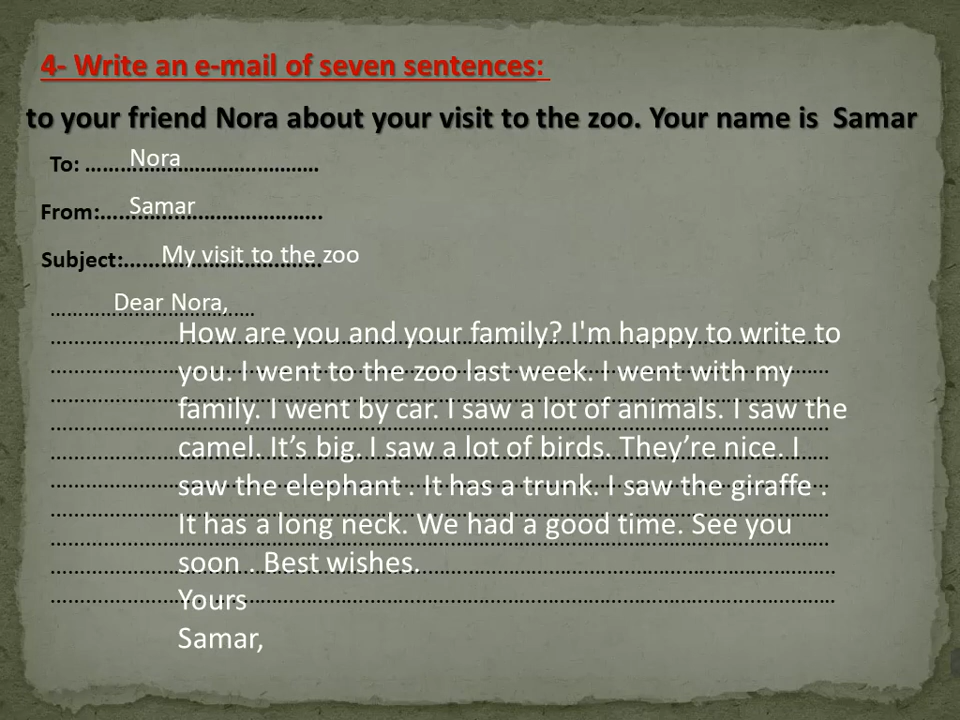 4- Write an e-mail of seven sentences:
to your friend Nora about your visit to the zoo. Your name is Samar
To: ……………………………… Nora
From:................................... Samar
Subject:............................... My visit to the zoo
Dear Nora,
How are you and your family? I'm happy to write to
you. I went to the zoo last week. I went with my
family. I went by car. I saw a lot of animals. I saw the
camel. It’s big. I saw a lot of birds. They’re nice. I
saw the elephant . It has a trunk. I saw the giraffe .
It has a long neck. We had a good time. See you
soon . Best wishes.
Yours
Samar,